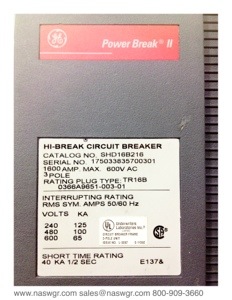 Power Break® II
HI-BREAK CIRCUIT BREAKER
CATALOG NO. SHD16B216
SERIAL NO. 175033835700301
1600 AMP. MAX. 600V AC
3 POLE
RATING PLUG TYPE: TR16B
0366A9651-003-01
INTERRUPTING RATING
RMS SYM. AMPS 50/60 Hz
VOLTS KA
240 125
480 100
600 65
Underwriters
Laboratories Inc.®
SHORT TIME RATING
40 KA 1/2 SEC E137&
www.naswgr.com sales@naswgr.com 800-909-3660